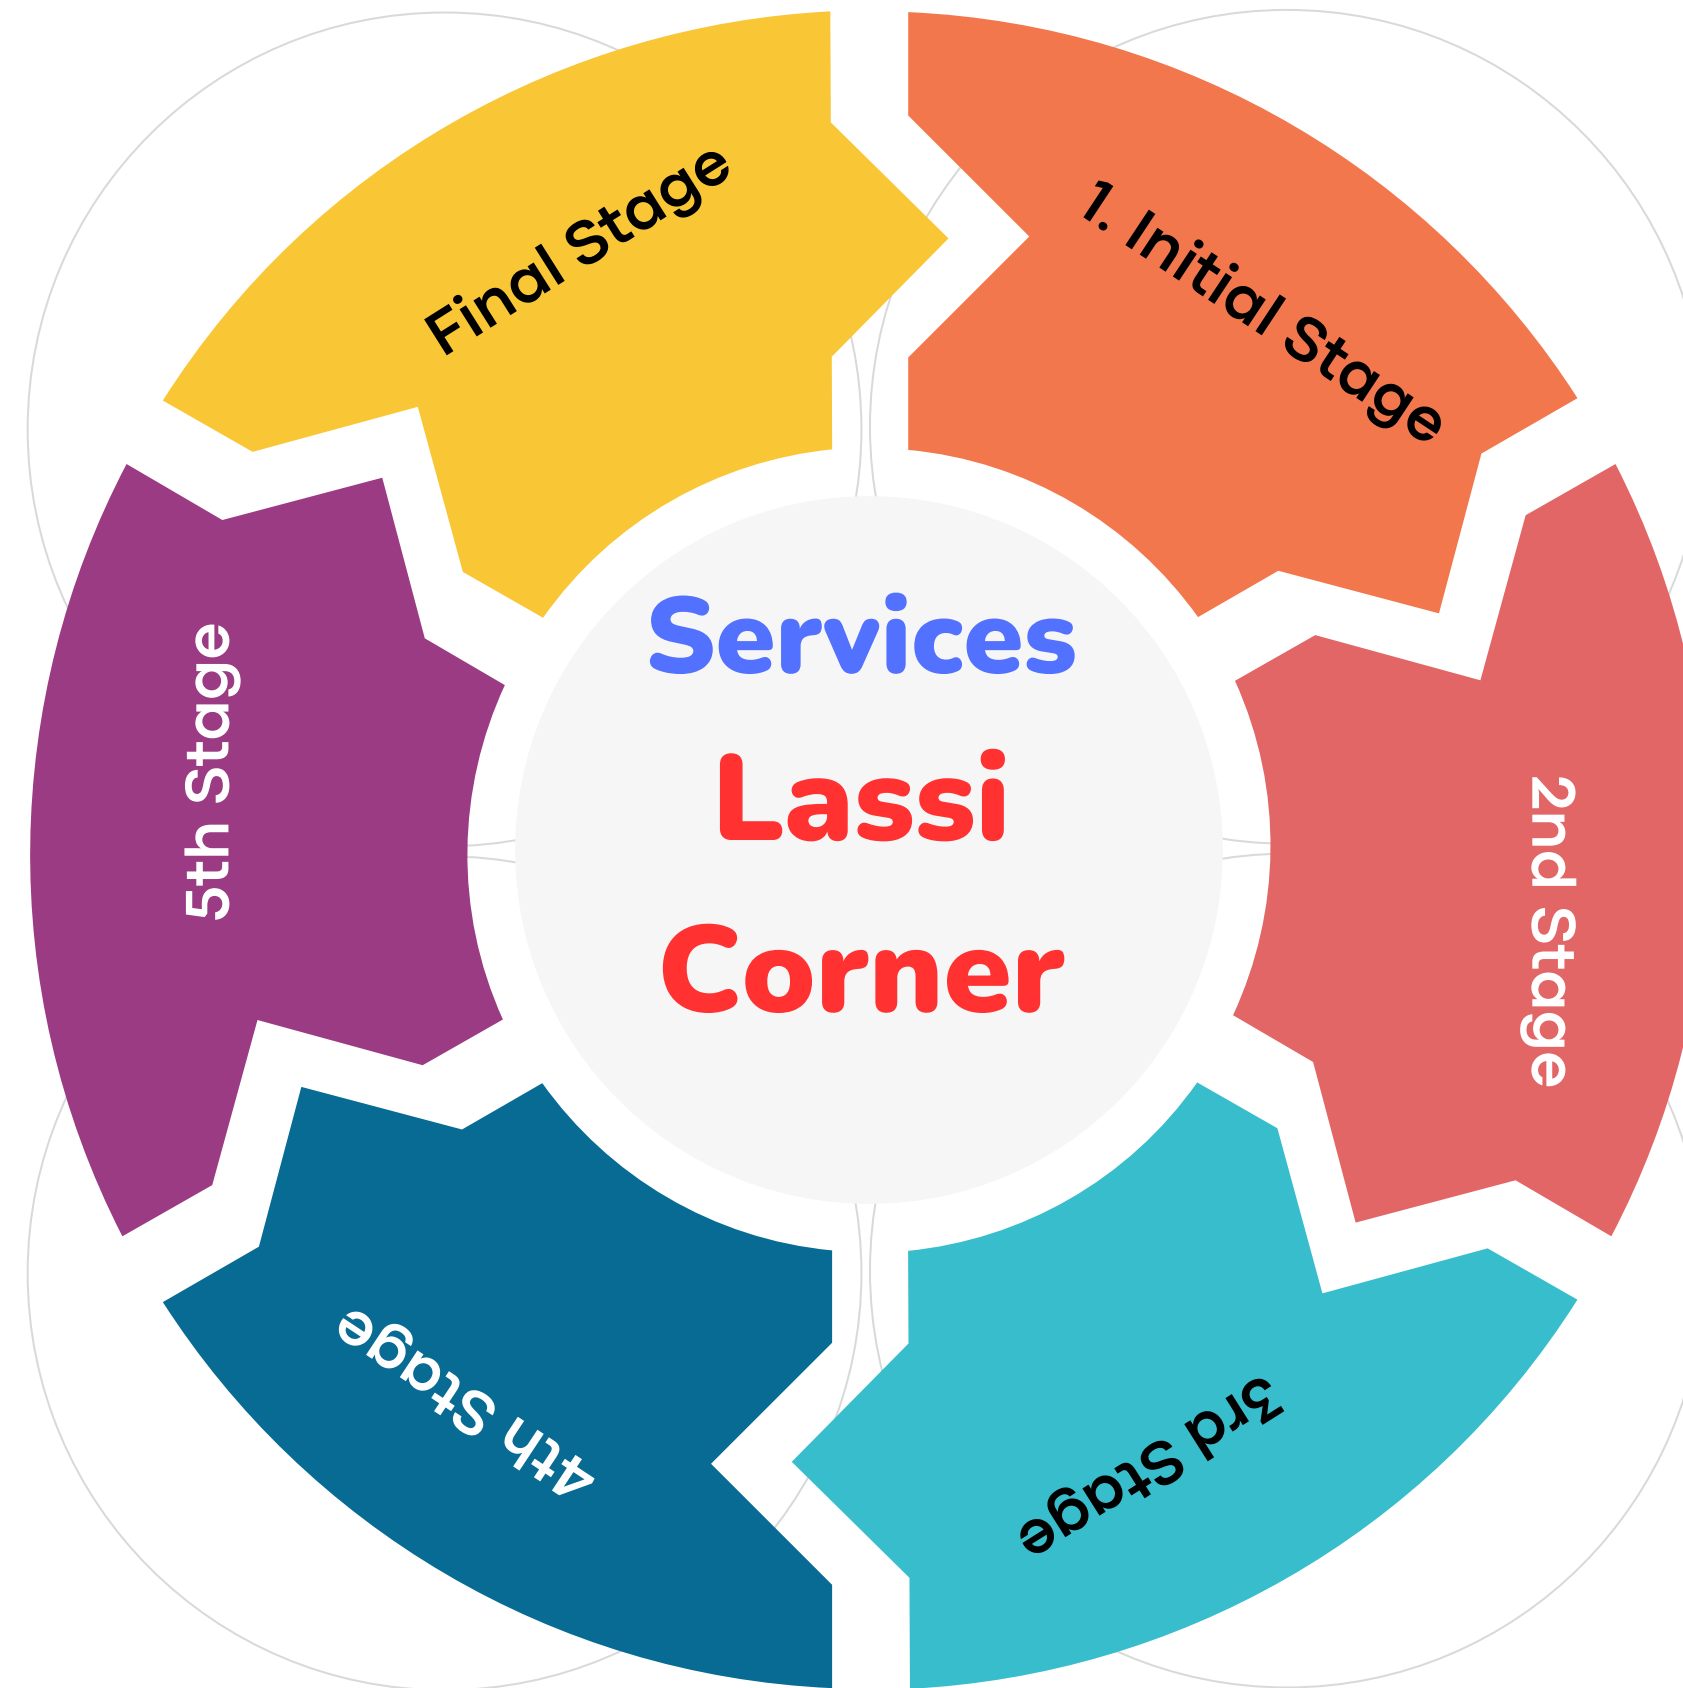 Services
Lassi
Corner
1. Initial Stage
2nd Stage
3rd Stage
4th Stage
5th Stage
Final Stage